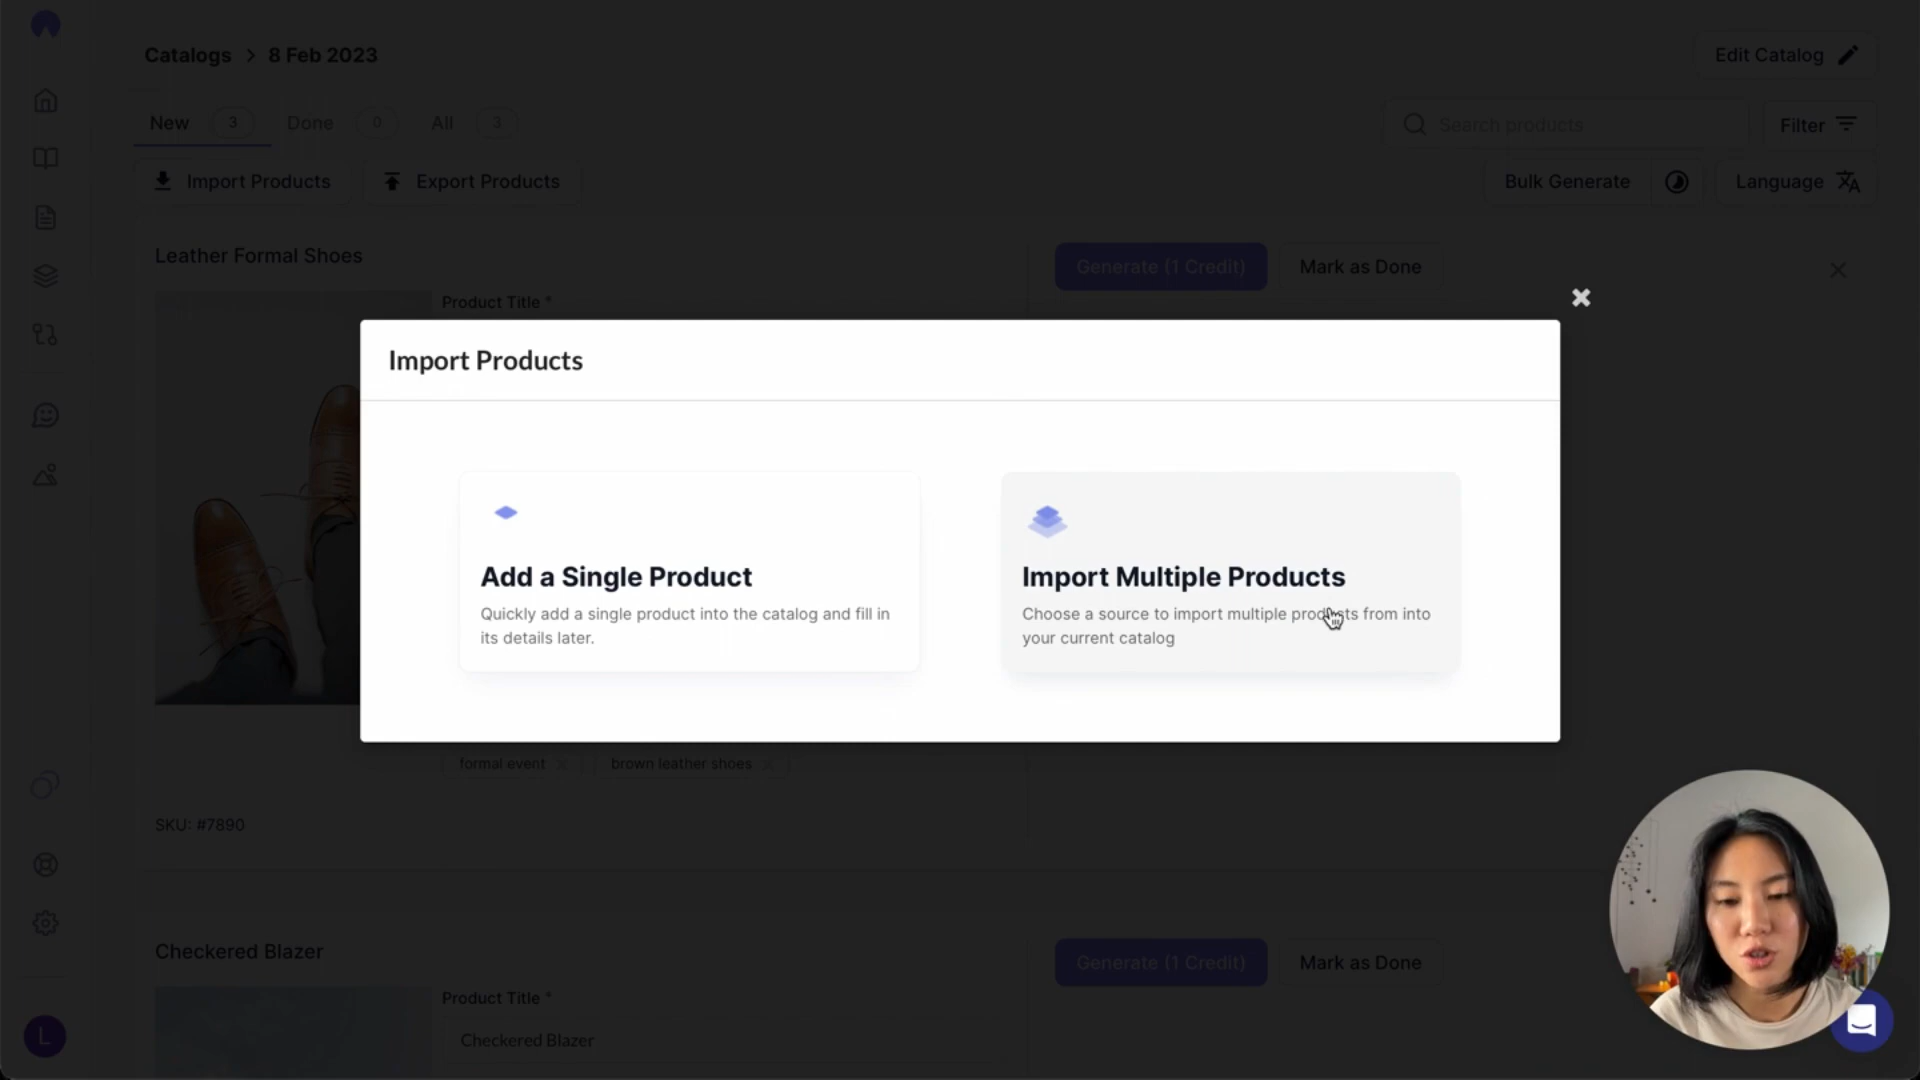 Catalogs > 8 Feb 2023
Edit Catalog
New 3 Done 0 All 3
Search products
Filter
Import Products
Export Products
Bulk Generate
Language
Leather Formal Shoes
Generate (1 Credit)
Mark as Done
Product Title *
Import Products
Add a Single Product
Quickly add a single product into the catalog and fill in
its details later.
Import Multiple Products
Choose a source to import multiple products from into
your current catalog
formal event
brown leather shoes
SKU: #7890
Checkered Blazer
Generate (1 Credit)
Mark as Done
Product Title *
Checkered Blazer
L